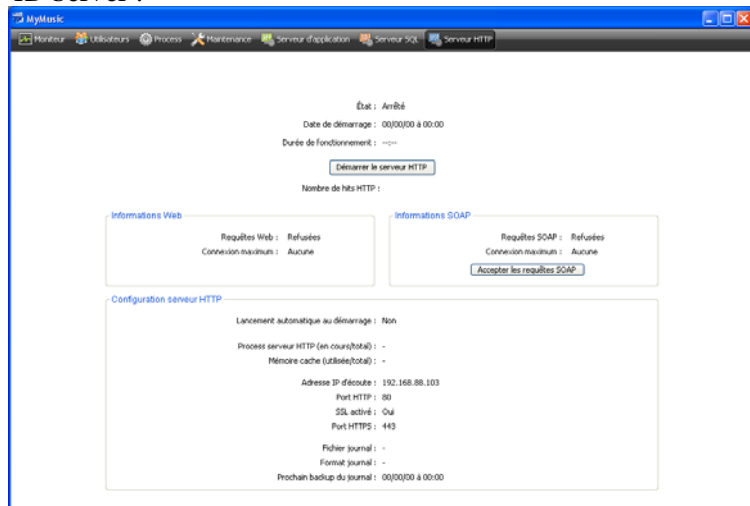 MyMusic
Moniteur Utilisateurs Process Maintenance Serveur d'application Serveur SQL Serveur HTTP
État : Arrêté
Date de démarrage : 00/00/00 à 00:00
Durée de fonctionnement : --:--
Démarrer le serveur HTTP
Nombre de hits HTTP :
Informations Web
Requêtes Web : Refusées
Connexion maximum : Aucune
Informations SOAP
Requêtes SOAP : Refusées
Connexion maximum : Aucune
Accepter les requêtes SOAP
Configuration serveur HTTP
Lancement automatique au démarrage : Non
Process serveur HTTP (en cours/total) : -
Mémoire cache (utilisée/total) : -
Adresse IP d'écoute : 192.168.88.103
Port HTTP : 80
SSL activé : Oui
Port HTTPS : 443
Fichier journal : -
Format journal : -
Prochain backup du journal : 00/00/00 à 00:00